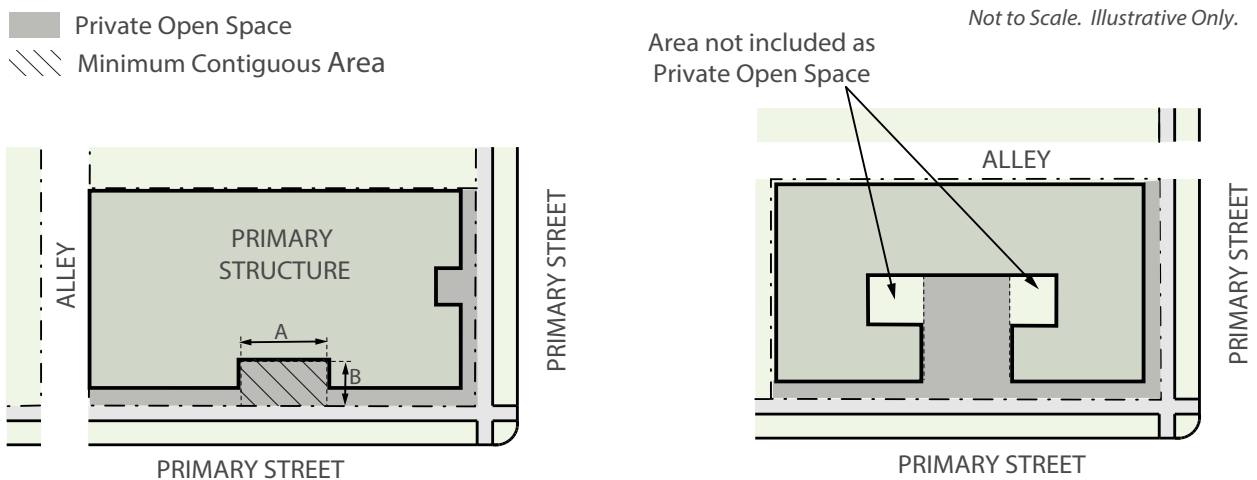 Private Open Space
Minimum Contiguous Area
Not to Scale. Illustrative Only.
Area not included as
Private Open Space
ALLEY
PRIMARY
STRUCTURE
A
B
PRIMARY STREET
PRIMARY STREET
ALLEY
PRIMARY STREET
PRIMARY STREET